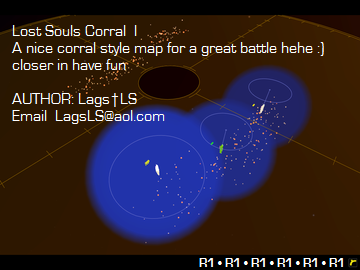 Lost Souls Corral  I
A nice corral style map for a great battle hehe :)
closer in have fun

AUTHOR: Lags†LS
Email  LagsLS@aol.com
R1 • R1 • R1 • R1 • R1 • R1 r